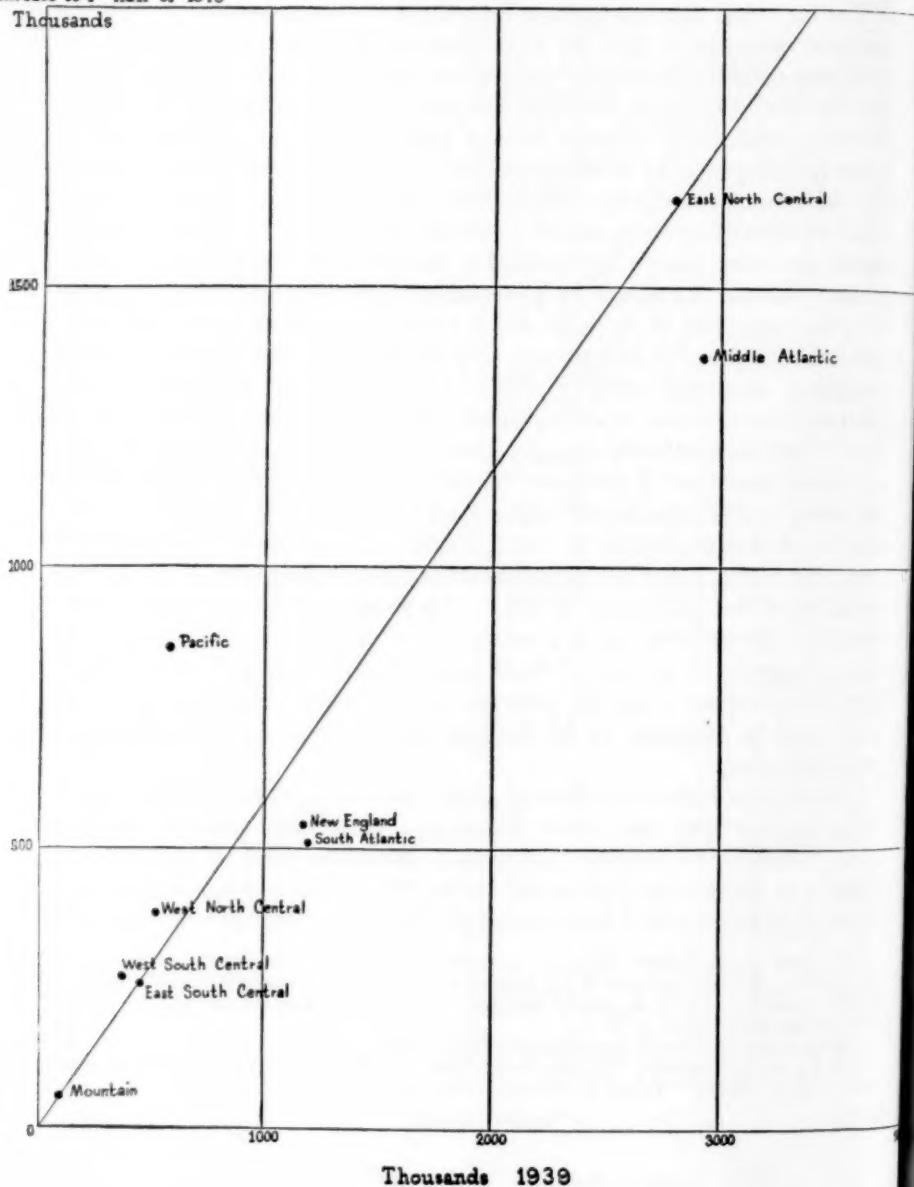 Thousands
East North Central
1500
Middle Atlantic
1000
Pacific
New England
500
South Atlantic
West North Central
West South Central
East South Central
Mountain
0
1000
2000
3000
Thousands 1939